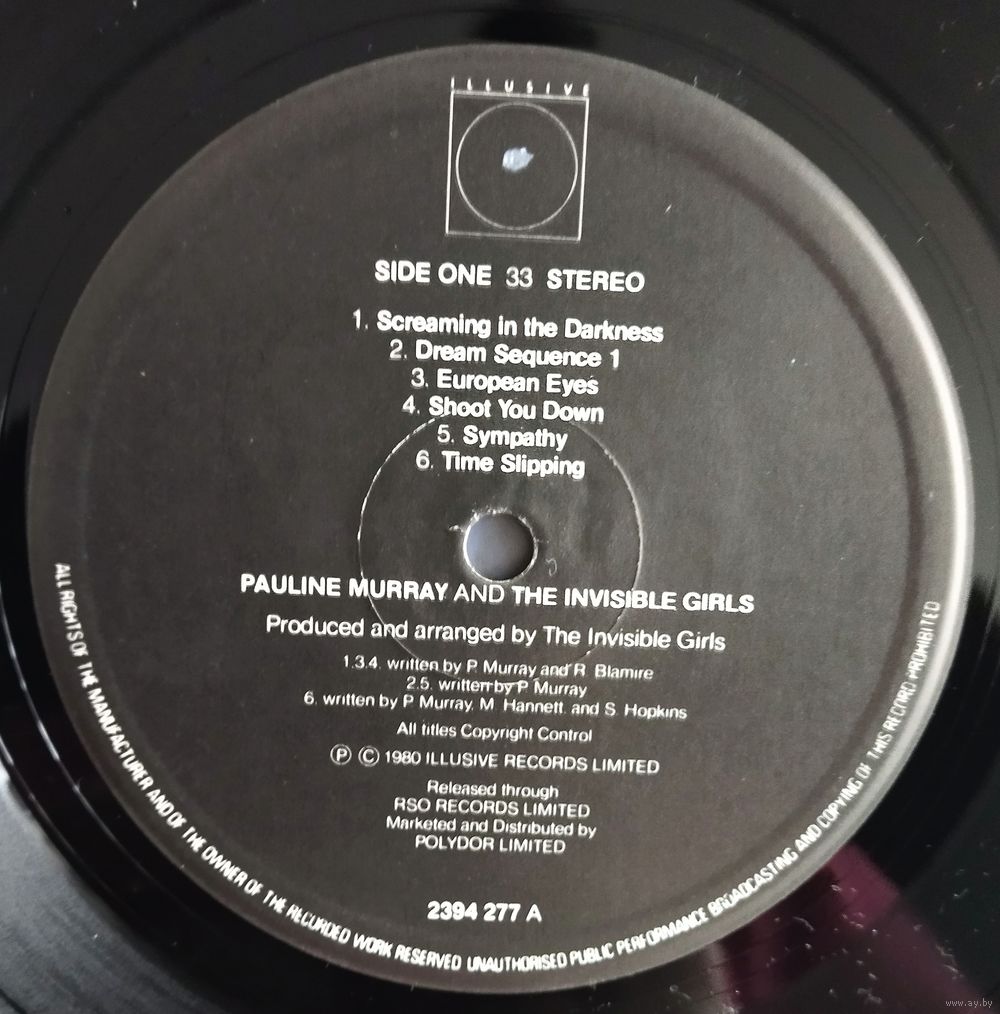 ILLUSIVE
SIDE ONE 33 STEREO
1. Screaming in the Darkness
2. Dream Sequence 1
3. European Eyes
4. Shoot You Down
5. Sympathy
6. Time Slipping
PAULINE MURRAY AND THE INVISIBLE GIRLS
Produced and arranged by The Invisible Girls
1.3.4. written by P. Murray and R. Blamire
2.5. written by P. Murray
6. written by P. Murray, M. Hannett, and S. Hopkins
All titles Copyright Control
Ⓟ © 1980 ILLUSIVE RECORDS LIMITED
Released through
RSO RECORDS LIMITED
Marketed and Distributed by
POLYDOR LIMITED
2394 277 A
ALL RIGHTS OF THE MANUFACTURER AND OF THE OWNER OF THE RECORDED WORK RESERVED UNAUTHORISED PUBLIC PERFORMANCE BROADCASTING AND COPYING OF THIS RECORD PROHIBITED
www.ay.by